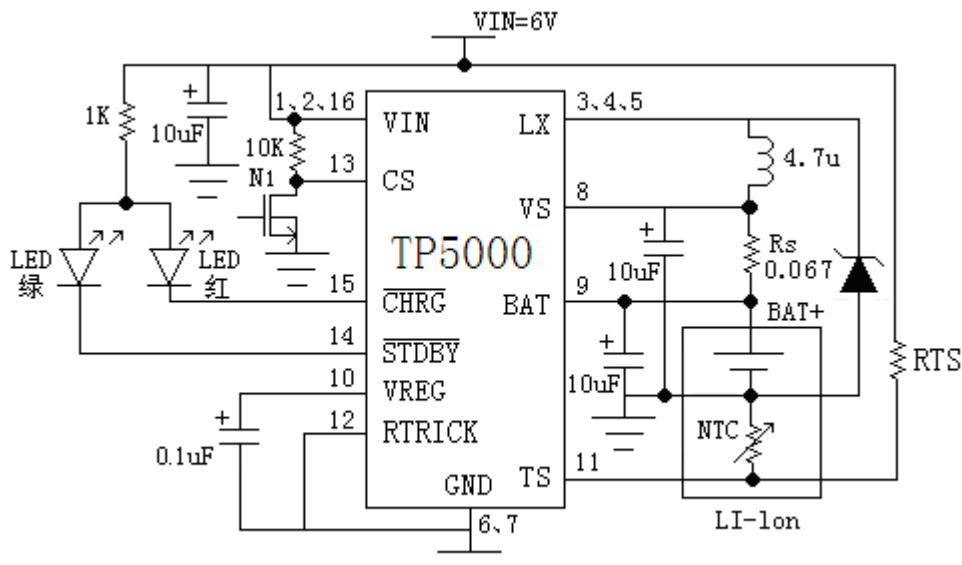 VIN=6V
1K
10uF
1、2、16
VIN
3、4、5
LX
4.7u
10K
13
CS
N1
8
VS
LED
绿
LED
红
TP5000
10uF
Rs
0.067
15
CHRG
9
BAT
BAT+
14
STDBY
10uF
RTS
10
VREG
12
RTRICK
NTC
0.1uF
11
TS
GND
6、7
LI-lon